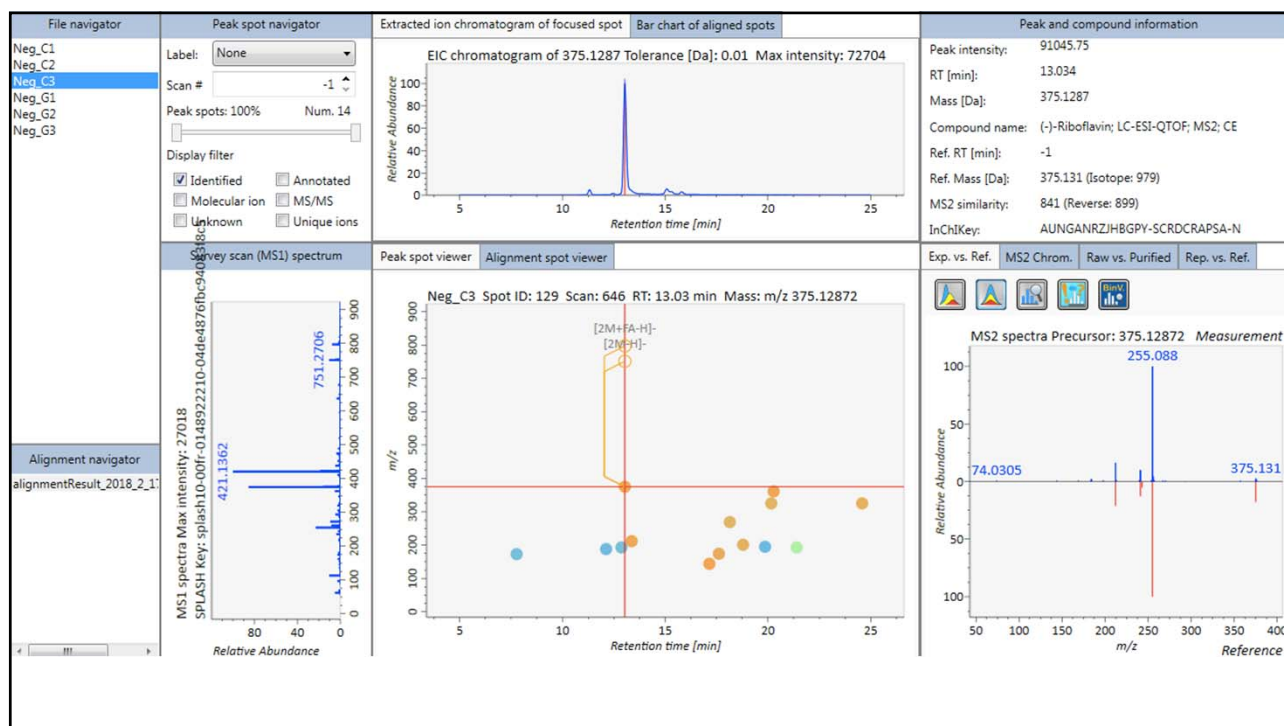 File navigator
Neg_C1
Neg_C2
Neg_C3
Neg_G1
Neg_G2
Neg_G3
Alignment navigator
alignmentResult_2018_2_17
Peak spot navigator
Label: None
Scan # -1
Peak spots: 100% Num. 14
Display filter
Identified Annotated
Molecular ion MS/MS
Unknown Unique ions
Survey scan (MS1) spectrum
MS1 spectra Max intensity: 27018
900
800
700
600
500
400
300
200
100
0
751.2706
421.1362
80 40 0
Relative Abundance
Extracted ion chromatogram of focused spot Bar chart of aligned spots
EIC chromatogram of 375.1287 Tolerance [Da]: 0.01 Max intensity: 72704
Relative Abundance
100
80
60
40
20
0
5 10 15 20 25
Retention time [min]
Peak spot viewer Alignment spot viewer
Neg_C3 Spot ID: 129 Scan: 646 RT: 13.03 min Mass: m/z 375.12872
[2M+FA-H]-
[2M-H]-
m/z
900
800
700
600
500
400
300
200
100
0
5 10 15 20 25
Retention time [min]
Peak and compound information
Peak intensity: 91045.75
RT [min]: 13.034
Mass [Da]: 375.1287
Compound name: (-)-Riboflavin; LC-ESI-QTOF; MS2; CE
Ref. RT [min]: -1
Ref. Mass [Da]: 375.131 (Isotope: 979)
MS2 similarity: 841 (Reverse: 899)
InChIKey: AUNGANRZJHBGPY-SCRDCRAPSA-N
Exp. vs. Ref. MS2 Chrom. Raw vs. Purified Rep. vs. Ref.
BinV.
MS2 spectra Precursor: 375.12872 Measurement
255.088
74.0305
375.131
Relative Abundance
100
50
0
50
100
50 100 150 200 250 300 350 400
m/z
Reference